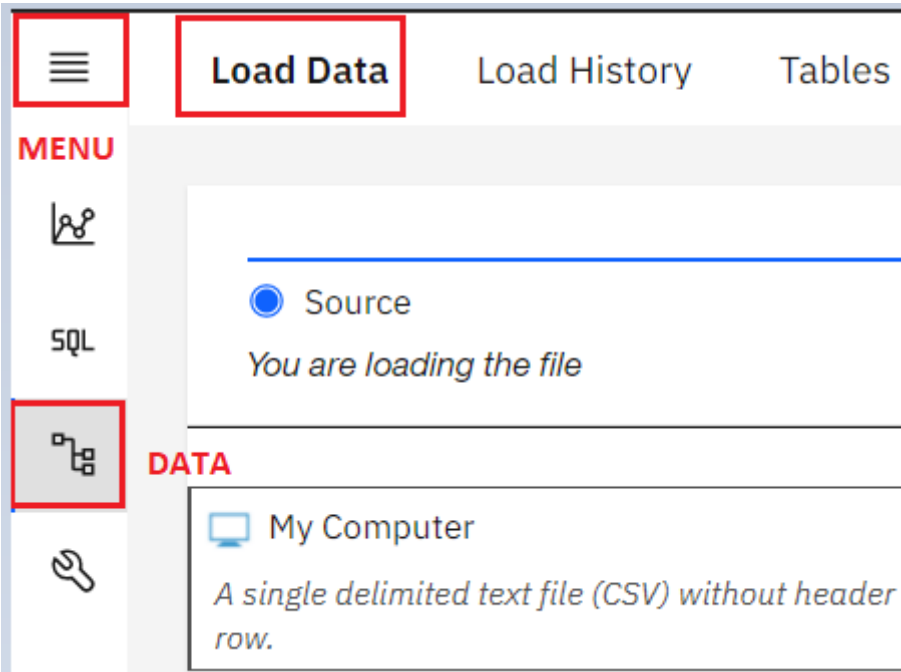 Load Data Load History Tables
MENU
SQL
Source
You are loading the file
DATA
My Computer
A single delimited text file (CSV) without header
row.